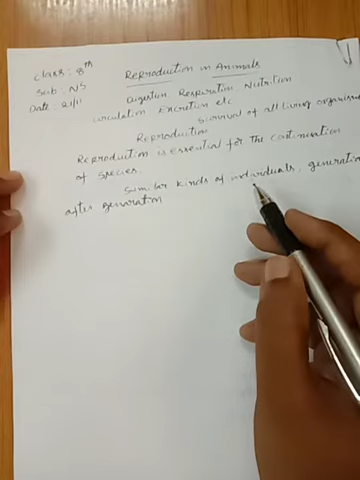 Class: 8th
Reproduction in Animals
Sub: NS
Digestion, Respiration, Nutrition
Date: 21/11
circulation Excretion etc
survival of all living organisms
Reproduction
Reproduction is essential for the continuation
of species.
similar kinds of individuals, generation
after generation